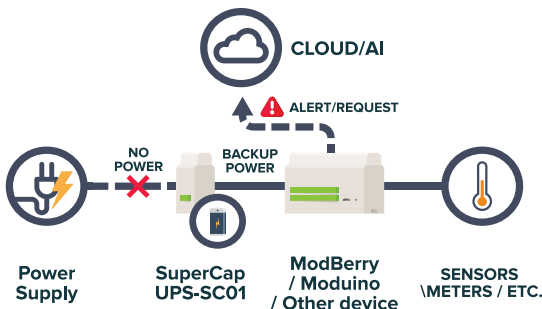 CLOUD/AI
ALERT/REQUEST
NO
POWER
BACKUP
POWER
Power
Supply
SuperCap
UPS-SC01
ModBerry
/ Moduino
/ Other device
SENSORS
\METERS / ETC.